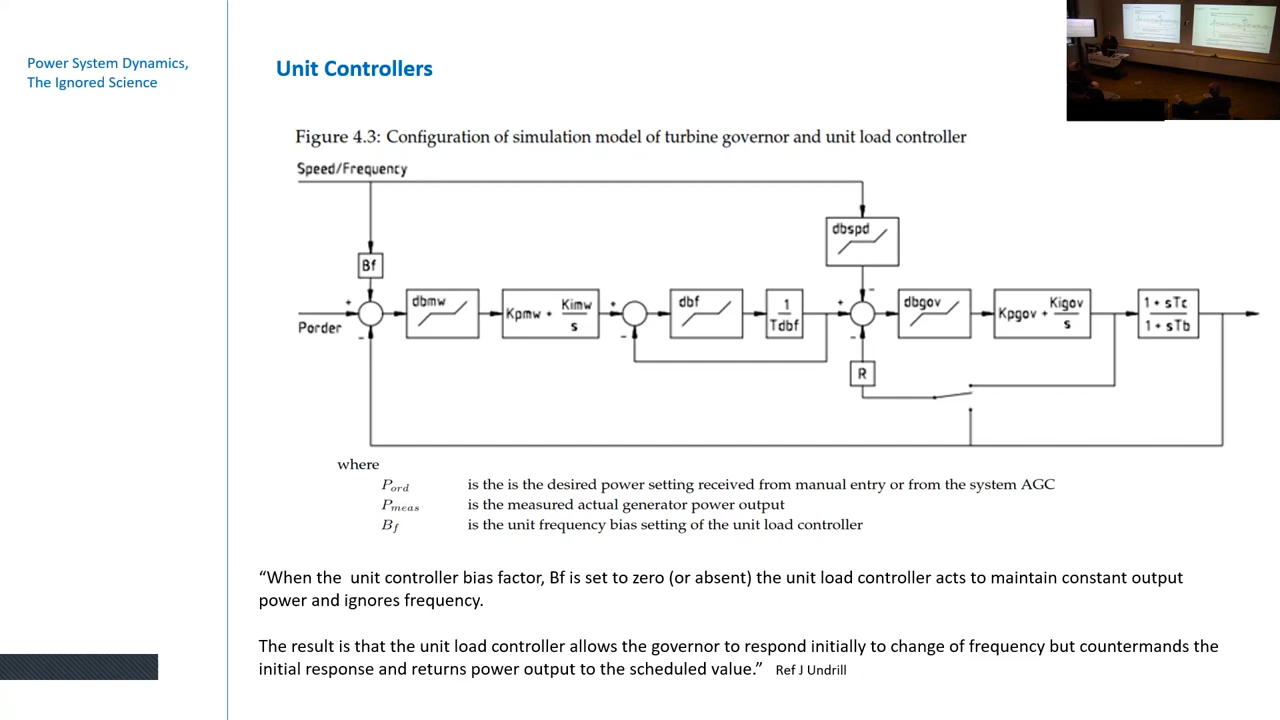 Power System Dynamics,
The Ignored Science
Unit Controllers
Figure 4.3: Configuration of simulation model of turbine governor and unit load controller
Speed/Frequency
dbspd
Bf
-
+
dbmw
Kpmw + Kimw
s
+
dbf
1
Tdbf
+
dbgov
Kpgov + Kigov
s
1 + sTc
1 + sTb
Porder
-
-
-
R
where
Pord is the is the desired power setting received from manual entry or from the system AGC
Pmeas is the measured actual generator power output
Bf is the unit frequency bias setting of the unit load controller
“When the unit controller bias factor, Bf is set to zero (or absent) the unit load controller acts to maintain constant output
power and ignores frequency.
The result is that the unit load controller allows the governor to respond initially to change of frequency but countermands the
initial response and returns power output to the scheduled value.” Ref J Undrill